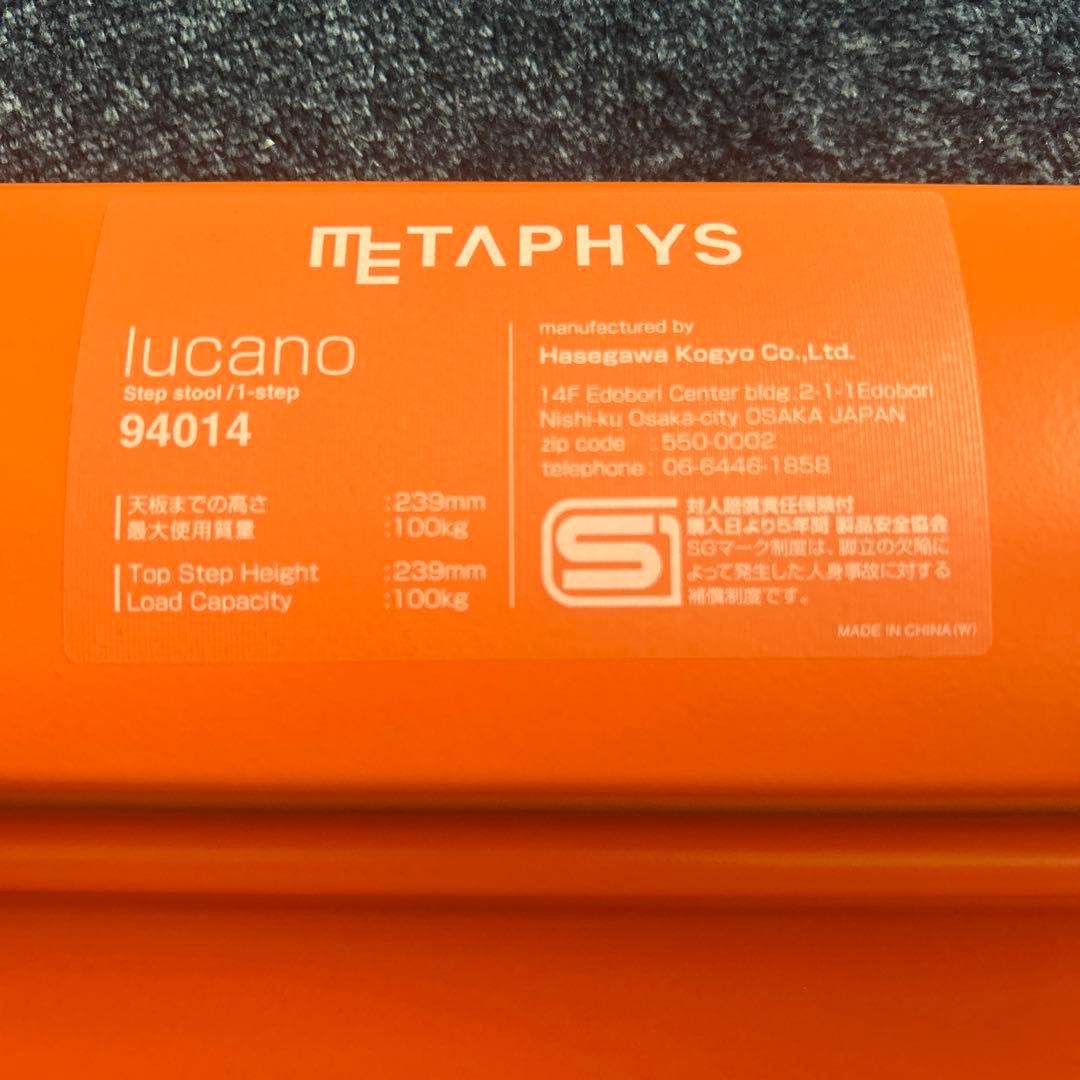 METAPHYS
lucano
Step stool /1-step
94014
天板までの高さ :239mm
最大使用質量 :100kg
Top Step Height :239mm
Load Capacity :100kg
manufactured by
Hasegawa Kogyo Co.,Ltd.
14F Edobori Center bldg.2-1-1Edobori
Nishi-ku Osaka-city OSAKA JAPAN
zip code : 550-0002
telephone : 06-6446-1858
対人賠償責任保険付
購入日より5年間 製品安全協会
SGマーク制度は、脚立の欠陥に
よって発生した人身事故に対する
補償制度です。
MADE IN CHINA(W)